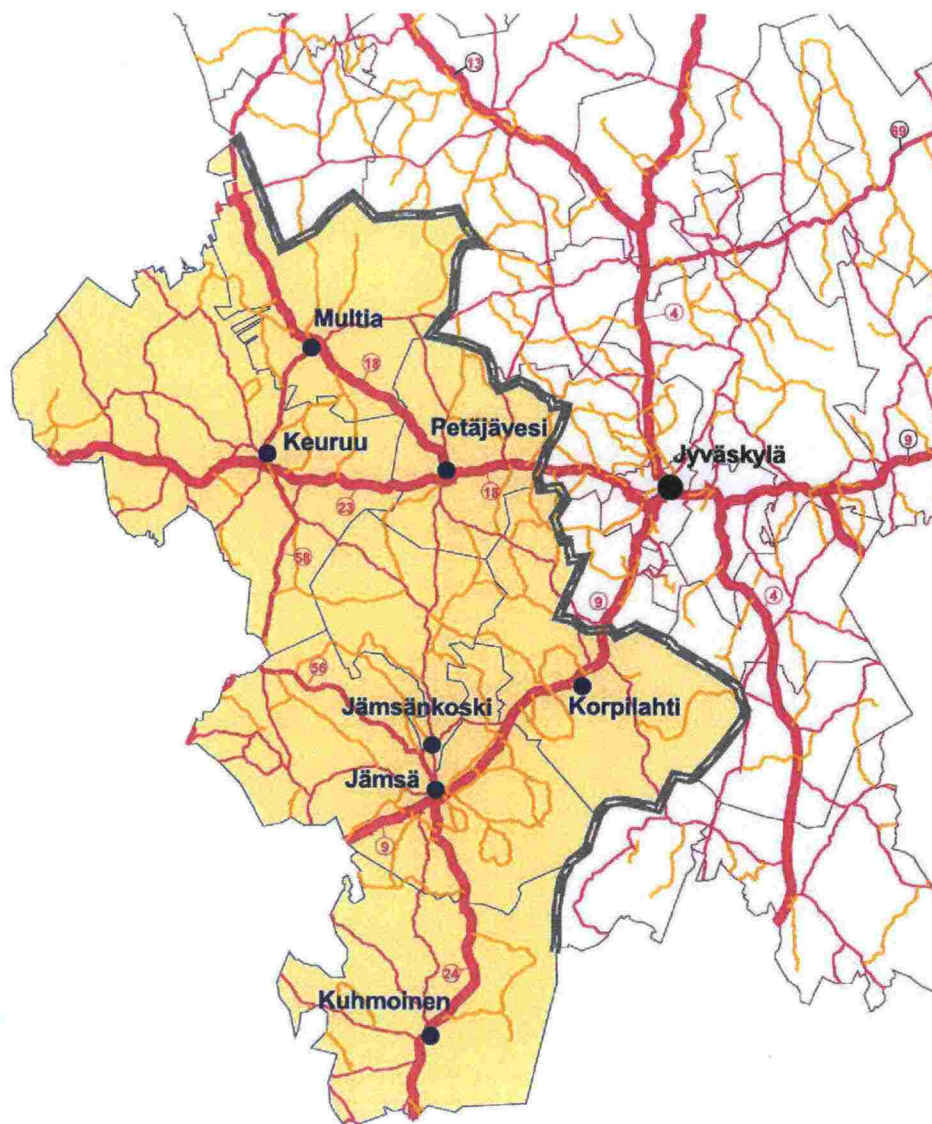 13
69
4
Multia
18
Petäjävesi
Keuruu
Jyväskylä
9
18
23
58
9
4
56
Jämsänkoski
Korpilahti
Jämsä
9
24
Kuhmoinen